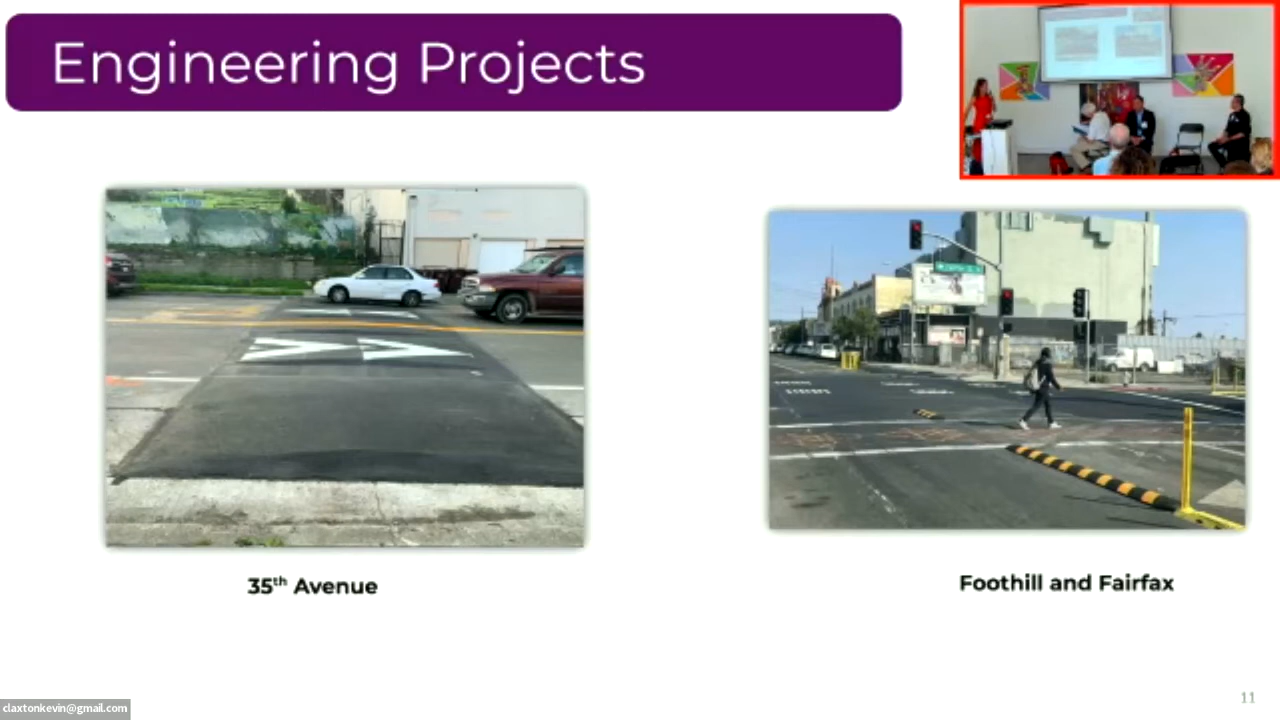 Engineering Projects
35th Avenue
Foothill and Fairfax
11
claxtonkevin@gmail.com